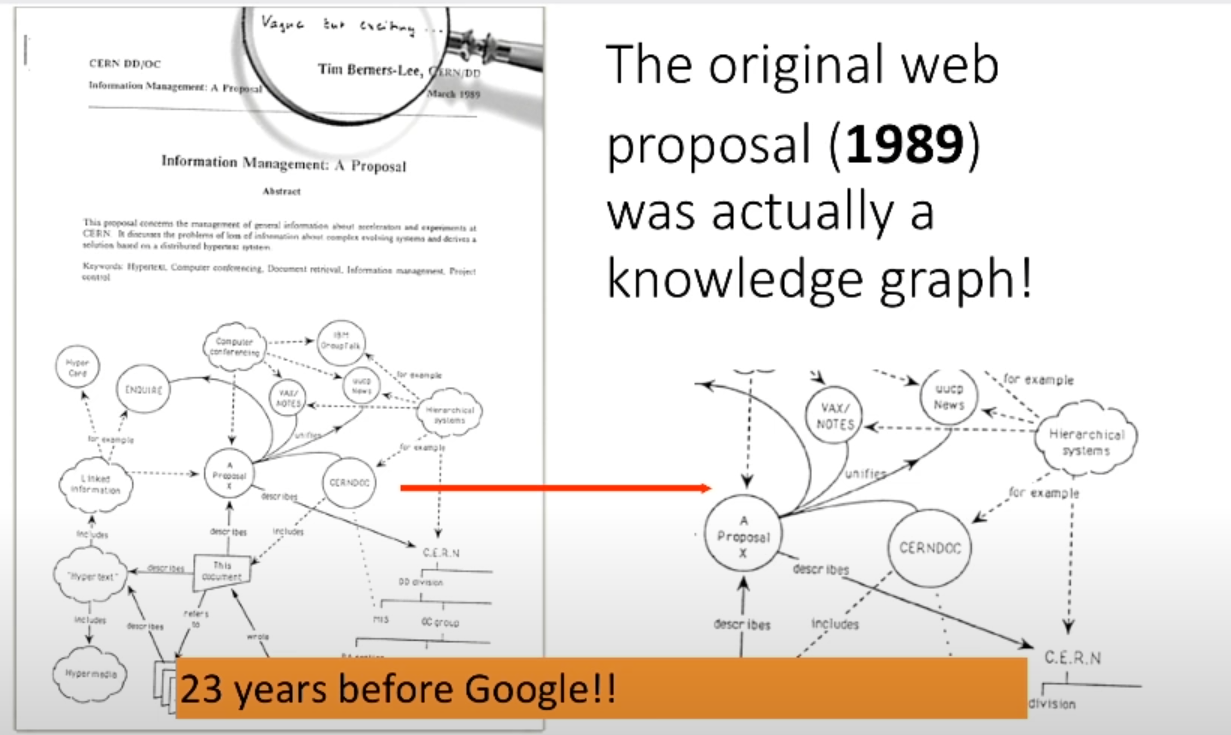 Vague but exciting ...
CERN DD/OC
Tim Berners-Lee, CERN/DD
Information Management: A Proposal
March 1989
Information Management: A Proposal
Abstract
This proposal concerns the management of general information about accelerators and experiments at
CERN. It discusses the problems of loss of information about complex evolving systems and derives a
solution based on a distributed hypertext system.
Keywords: Hypertext, Computer conferencing, Document retrieval, Information management, Project
control
Computer
conferencing
IBM
GroupTalk
Hyper
Card
ENQUIRE
VAX/
NOTES
uucp
News
for example
Hierarchical
systems
for example
unifies
for example
Linked
information
A
Proposal
X
CERNDOC
describes
includes
describes
includes
C.E.R.N
This
document
describes
"Hypertext"
DD division
includes
refers
to
describes
wrote
MIS
OC group
Hypermedia
The original web
proposal (1989)
was actually a
knowledge graph!
for example
uucp
News
VAX/
NOTES
Hierarchical
systems
unifies
for example
A
Proposal
X
CERNDOC
describes
describes
includes
C.E.R.N
division
23 years before Google!!